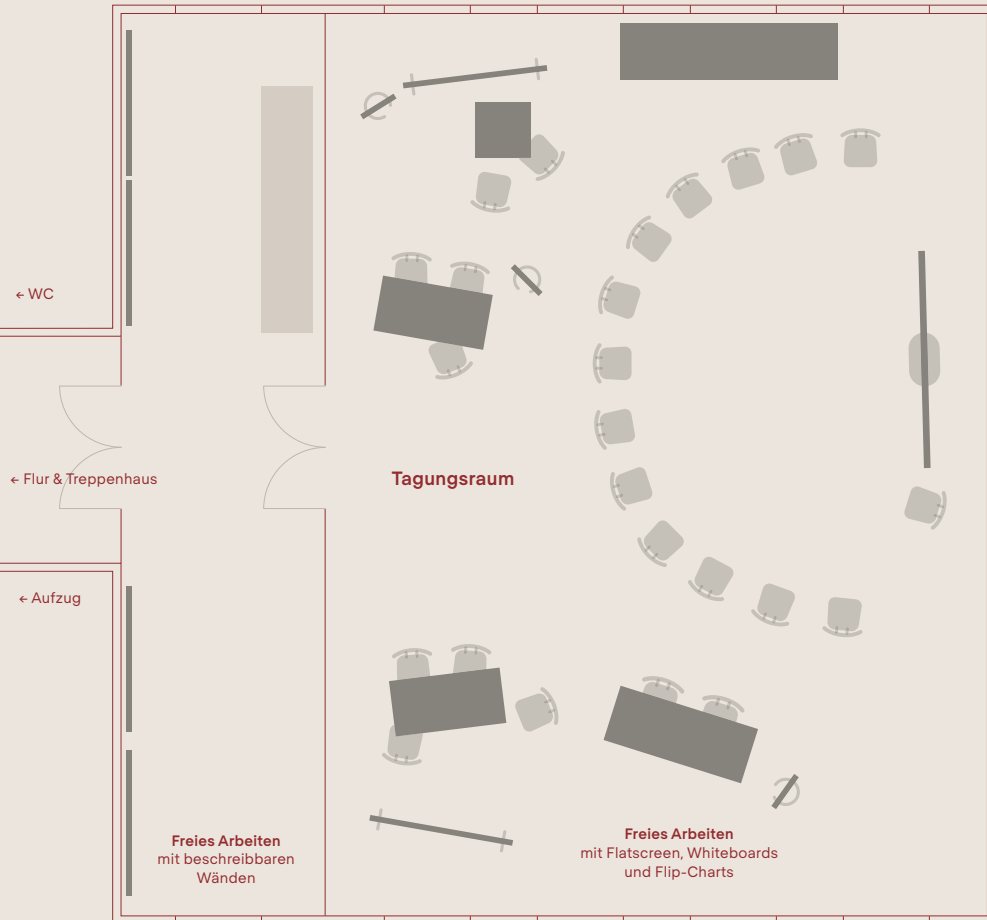 ← WC
← Flur & Treppenhaus
Tagungsraum
← Aufzug
Freies Arbeiten
mit beschreibbaren
Wänden
Freies Arbeiten
mit Flatscreen, Whiteboards
und Flip-Charts